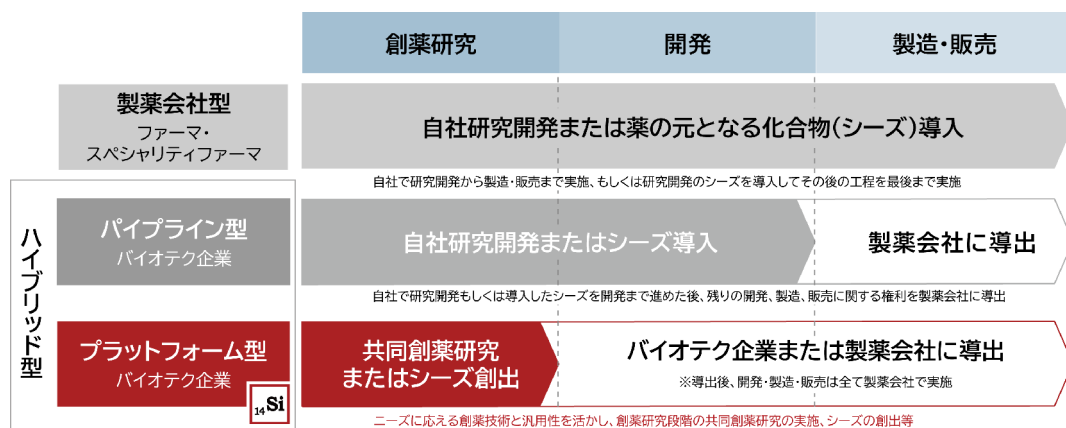 創薬研究
開発
製造・販売
製薬会社型
ファーマ・
スペシャリティファーマ
自社研究開発または薬の元となる化合物(シーズ)導入
自社で研究開発から製造・販売まで実施、もしくは研究開発のシーズを導入してその後の工程を最後まで実施
ハイブリッド型
パイプライン型
バイオテク企業
自社研究開発またはシーズ導入
製薬会社に導出
自社で研究開発もしくは導入したシーズを開発まで進めた後、残りの開発、製造、販売に関する権利を製薬会社に導出
プラットフォーム型
バイオテク企業
14Si
共同創薬研究
またはシーズ創出
バイオテク企業または製薬会社に導出
※導出後、開発・製造・販売は全て製薬会社で実施
ニーズに応える創薬技術と汎用性を活かし、創薬研究段階の共同創薬研究の実施、シーズの創出等